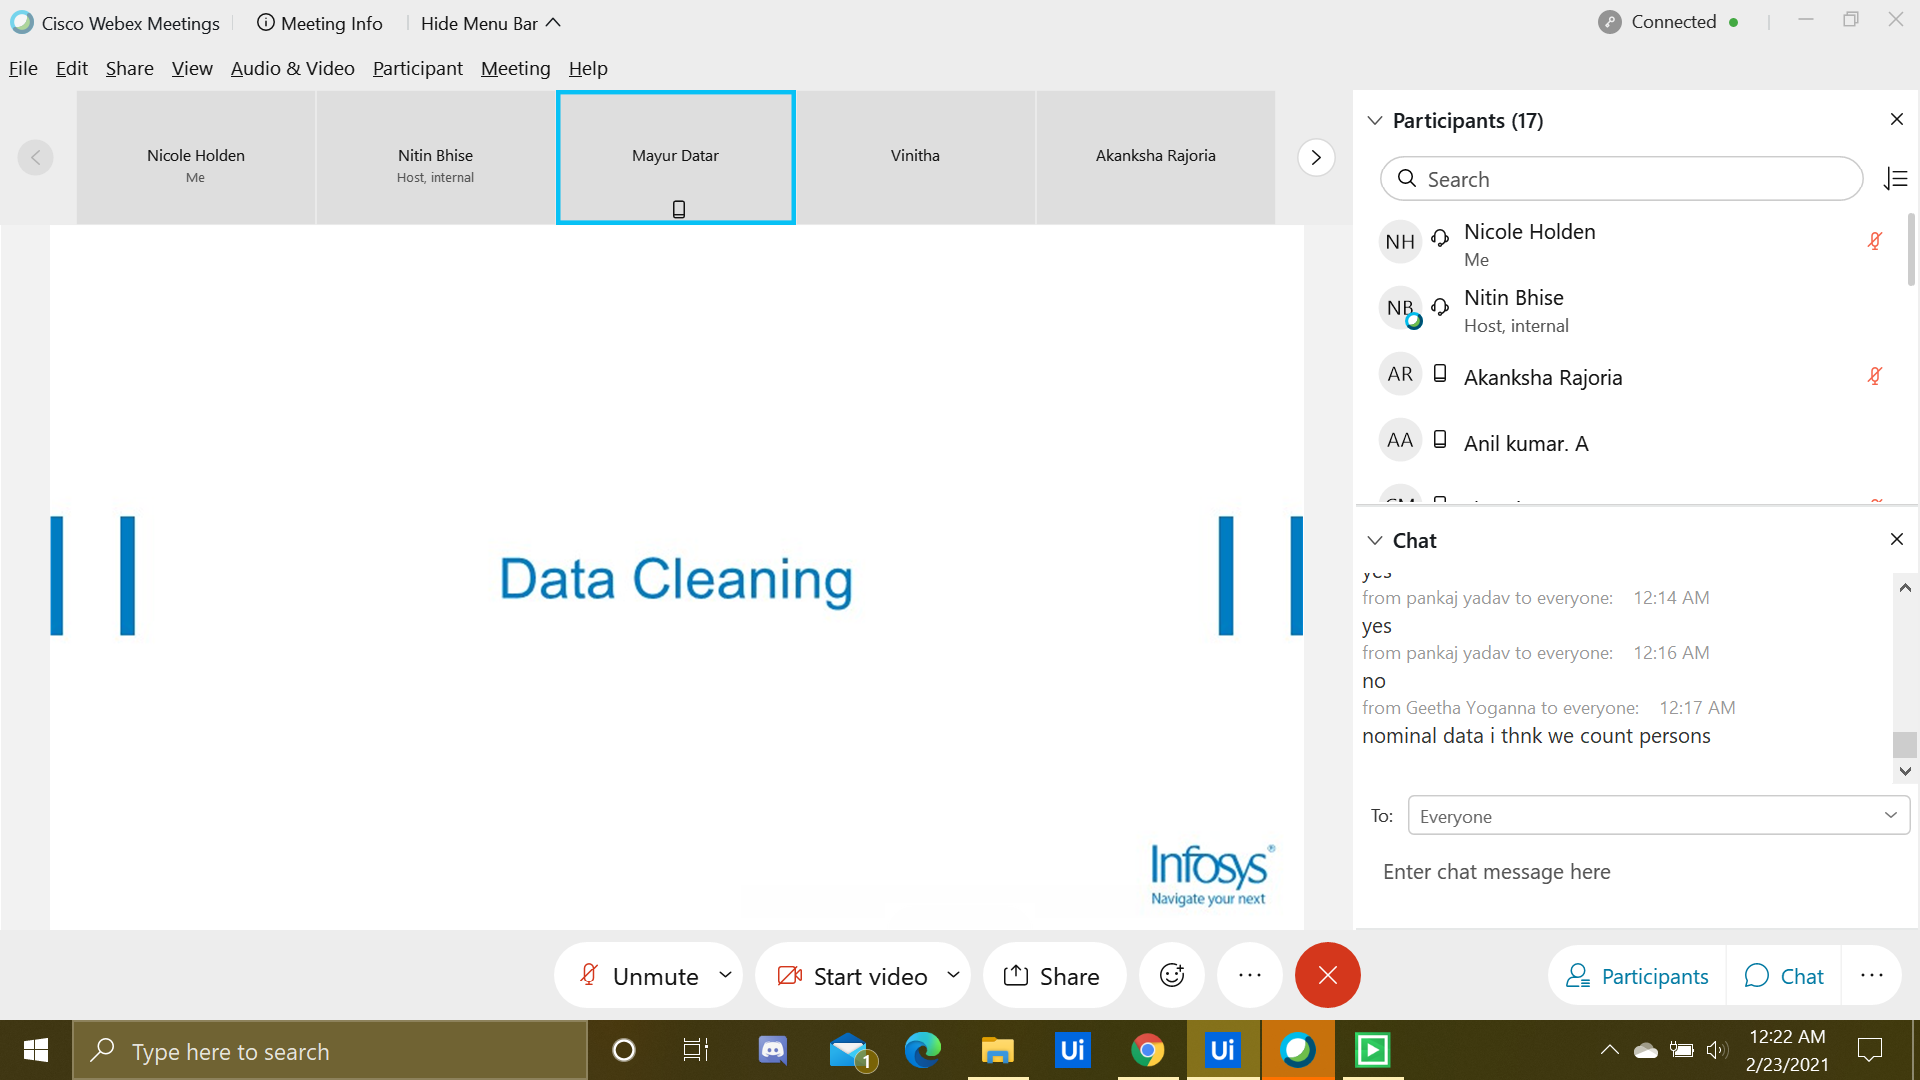 Cisco Webex Meetings
Meeting Info
Hide Menu Bar
Connected
File Edit Share View Audio & Video Participant Meeting Help
Nicole Holden
Me
Nitin Bhise
Host, internal
Mayur Datar
Vinitha
Akanksha Rajoria
Participants (17)
Search
NH
Nicole Holden
Me
NB
Nitin Bhise
Host, internal
AR
Akanksha Rajoria
AA
Anil kumar. A
Data Cleaning
Infosys®
Navigate your next
Chat
yes
from pankaj yadav to everyone: 12:14 AM
yes
from pankaj yadav to everyone: 12:16 AM
no
from Geetha Yoganna to everyone: 12:17 AM
nominal data i thnk we count persons
To: Everyone
Enter chat message here
Unmute
Start video
Share
Participants
Chat
Type here to search
1
Ui
Ui
12:22 AM
2/23/2021